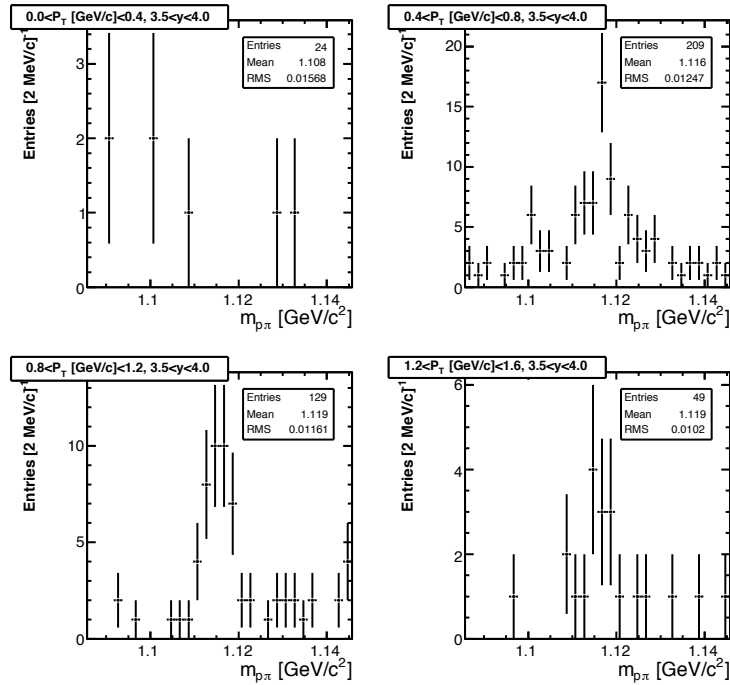 0.0<P_T [GeV/c]<0.4, 3.5<y<4.0
Entries 24
Mean 1.108
RMS 0.01568
Entries [2 MeV/c]^-1
3
2
1
0
1.1 1.12 1.14
m_pπ [GeV/c^2]
0.4<P_T [GeV/c]<0.8, 3.5<y<4.0
Entries 209
Mean 1.116
RMS 0.01247
Entries [2 MeV/c]^-1
20
15
10
5
0
1.1 1.12 1.14
m_pπ [GeV/c^2]
0.8<P_T [GeV/c]<1.2, 3.5<y<4.0
Entries 129
Mean 1.119
RMS 0.01161
Entries [2 MeV/c]^-1
10
5
0
1.1 1.12 1.14
m_pπ [GeV/c^2]
1.2<P_T [GeV/c]<1.6, 3.5<y<4.0
Entries 49
Mean 1.119
RMS 0.0102
Entries [2 MeV/c]^-1
6
4
2
0
1.1 1.12 1.14
m_pπ [GeV/c^2]